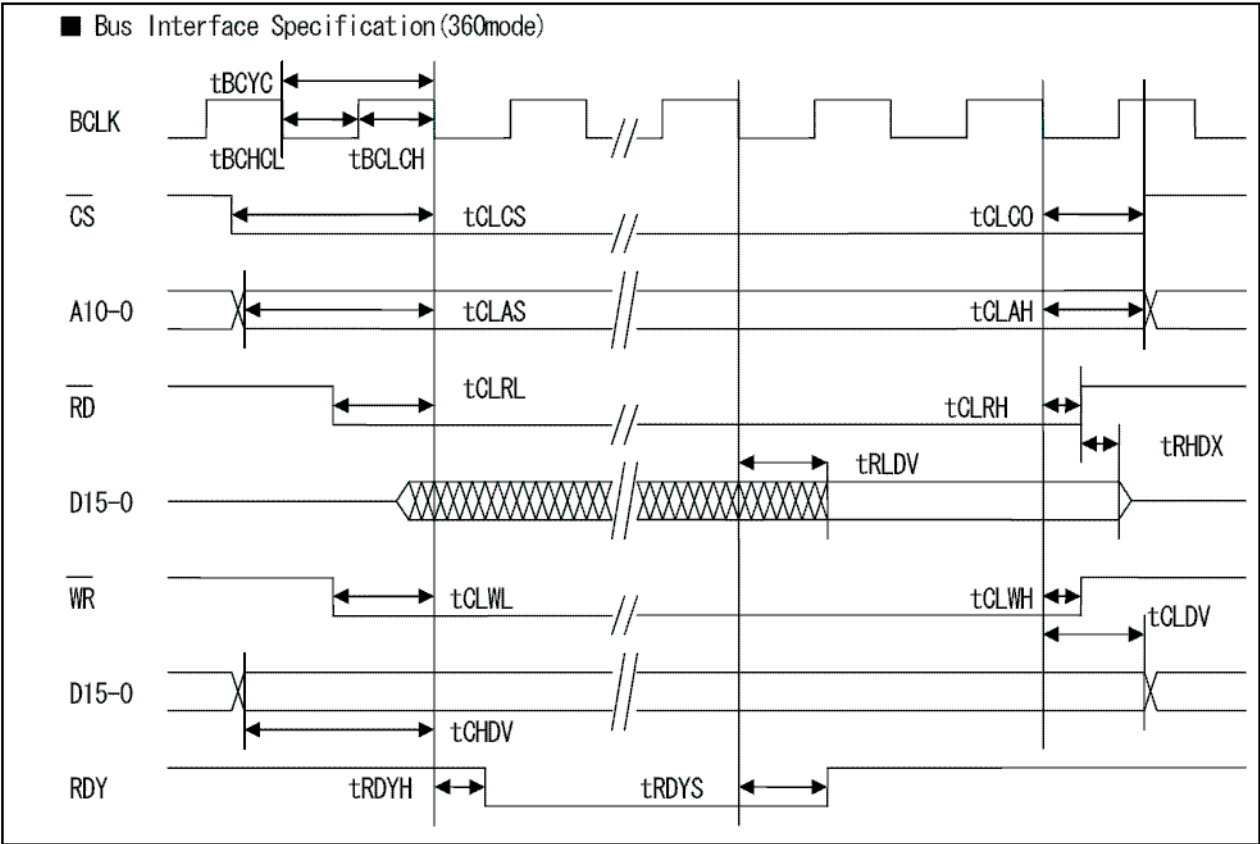 ■ Bus Interface Specification(360mode)
tBCYC
BCLK
tBCHCL tBCLCH
CS tCLCS tCLCO
A10-0 tCLAS tCLAH
RD tCLRL tCLRH
tRHDX
D15-0 tRLDV
WR tCLWL tCLWH
tCLDV
D15-0
tCHDV
RDY tRDYH tRDYS